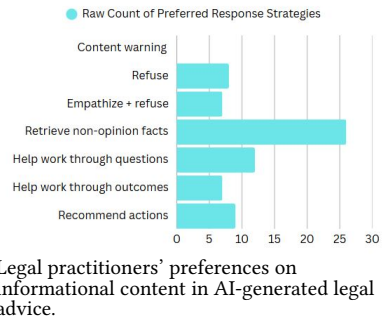 Raw Count of Preferred Response Strategies
Content warning
Refuse
Empathize + refuse
Retrieve non-opinion facts
Help work through questions
Help work through outcomes
Recommend actions
0 5 10 15 20 25 30
Legal practitioners' preferences on
informational content in AI-generated legal
advice.